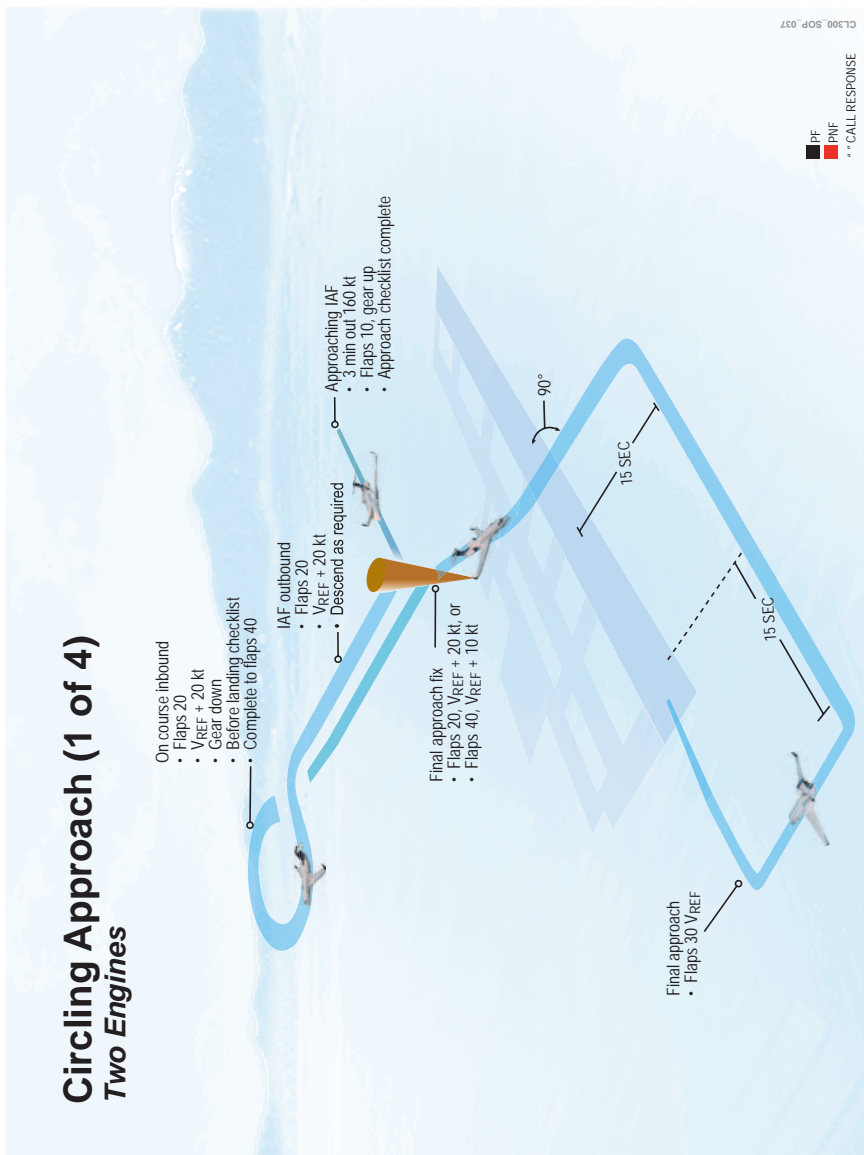 Circling Approach (1 of 4)
Two Engines
On course inbound
• Flaps 20
• VREF + 20 kt
• Gear down
• Before landing checklist
• Complete to flaps 40
IAF outbound
• Flaps 20
• VREF + 20 kt
• Descend as required
Approaching IAF
• 3 min out 160 kt
• Flaps 10, gear up
• Approach checklist complete
Final approach fix
• Flaps 20, VREF + 20 kt, or
• Flaps 40, VREF + 10 kt
90°
15 SEC
15 SEC
Final approach
• Flaps 30 VREF
PF
PNF
" " CALL RESPONSE
CL300_SOP_037